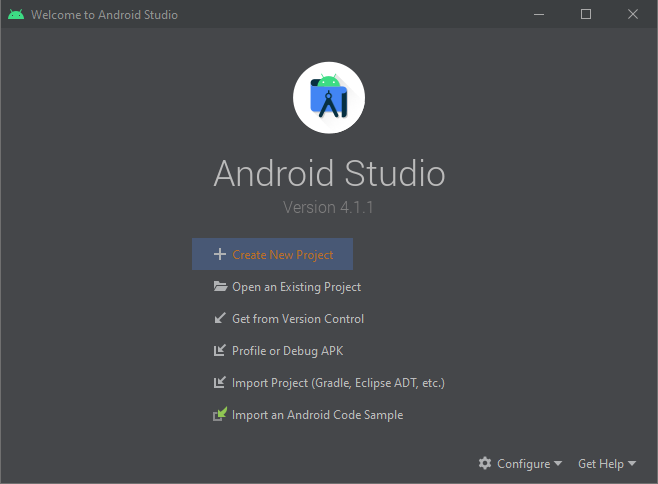 Welcome to Android Studio
Android Studio
Version 4.1.1
Create New Project
Open an Existing Project
Get from Version Control
Profile or Debug APK
Import Project (Gradle, Eclipse ADT, etc.)
Import an Android Code Sample
Configure Get Help